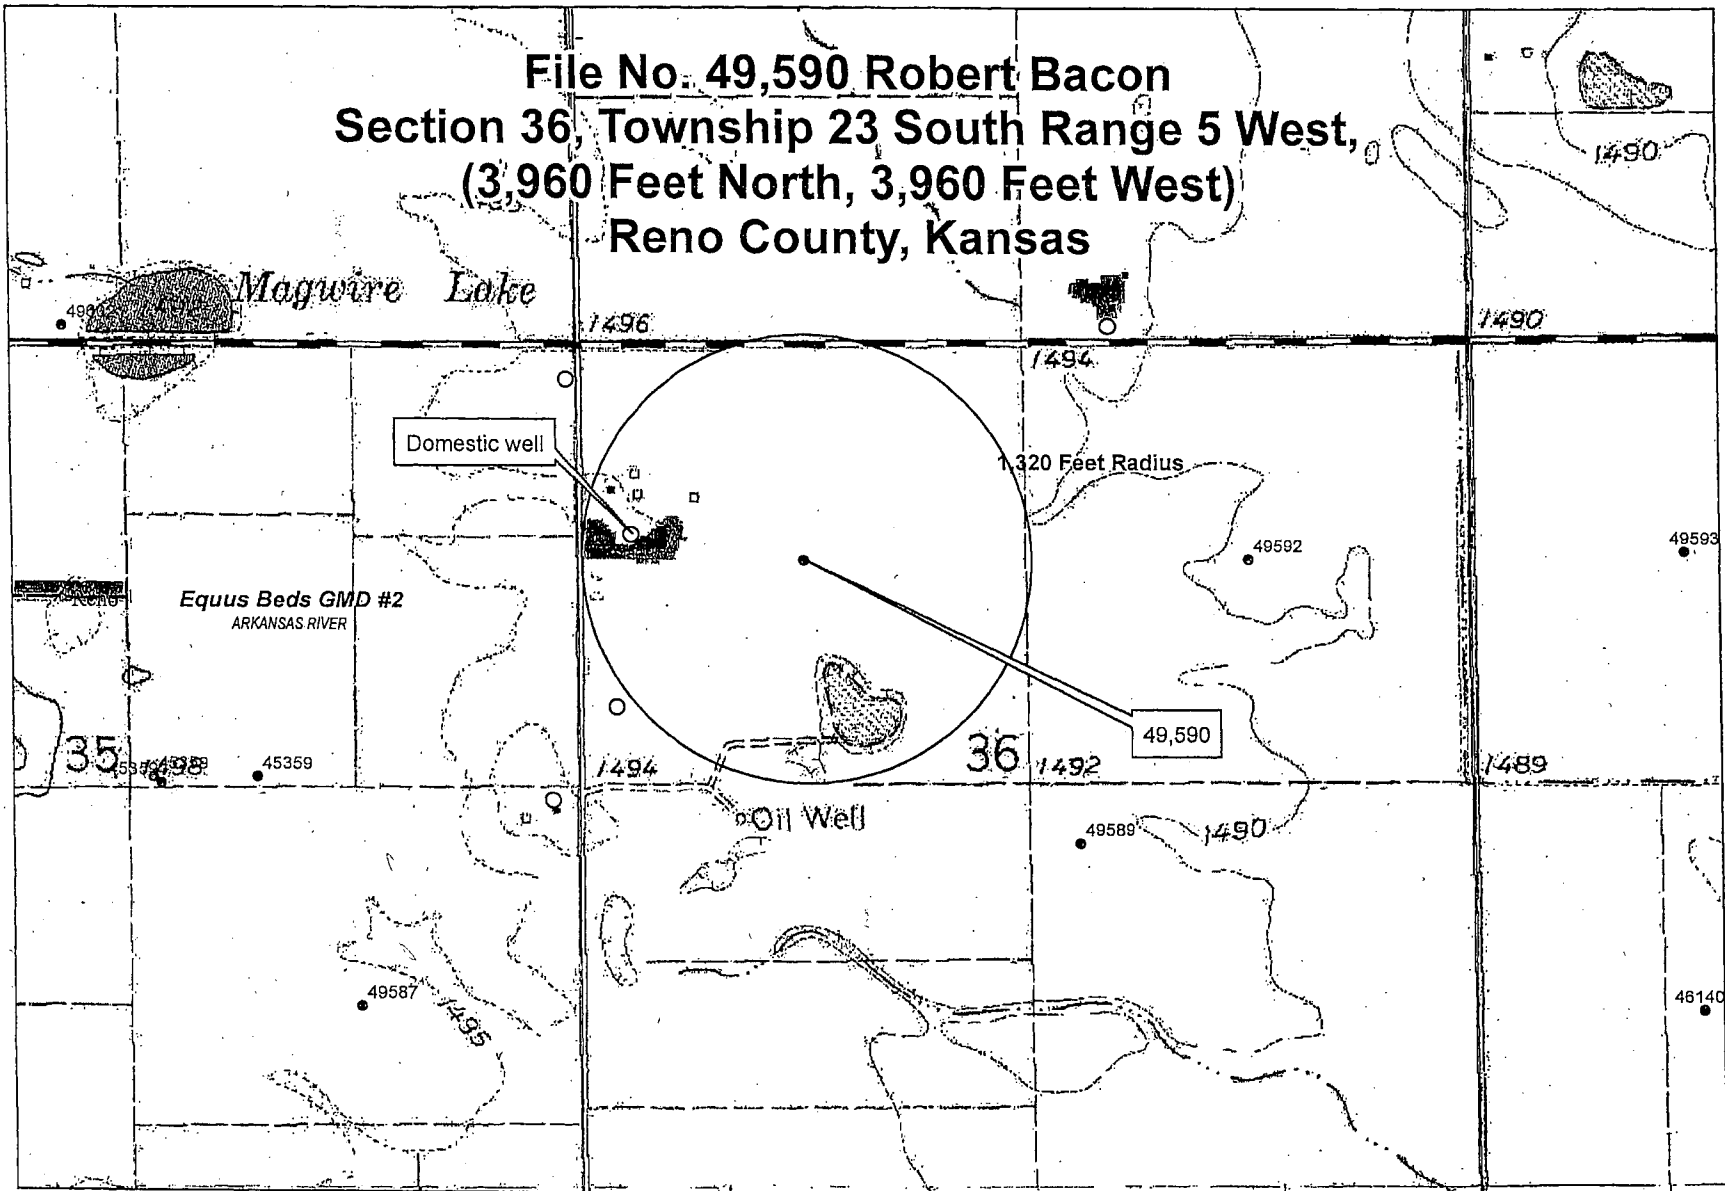 File No. 49,590 Robert Bacon
Section 36, Township 23 South Range 5 West,
(3,960 Feet North, 3,960 Feet West)
Reno County, Kansas
1490
Magwire Lake
1496
1490
1494
Domestic well
1,320 Feet Radius
49592
49593
Equus Beds GMD #2
ARKANSAS RIVER
49,590
35
45359
1494
36
1492
1489
Oil Well
49589
1490
49587
1495
46140